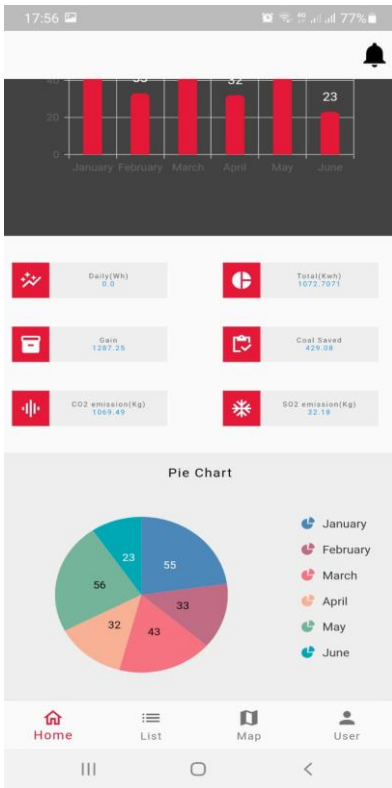 17:56 77%
40
32
20
23
0
January February March April May June
Daily(Wh)
0.0
Total(Kwh)
1072.7071
Gain
1287.25
Coal Saved
429.08
CO2 emission(Kg)
1069.49
SO2 emission(Kg)
32.18
Pie Chart
55
33
43
32
56
23
January
February
March
April
May
June
Home List Map User